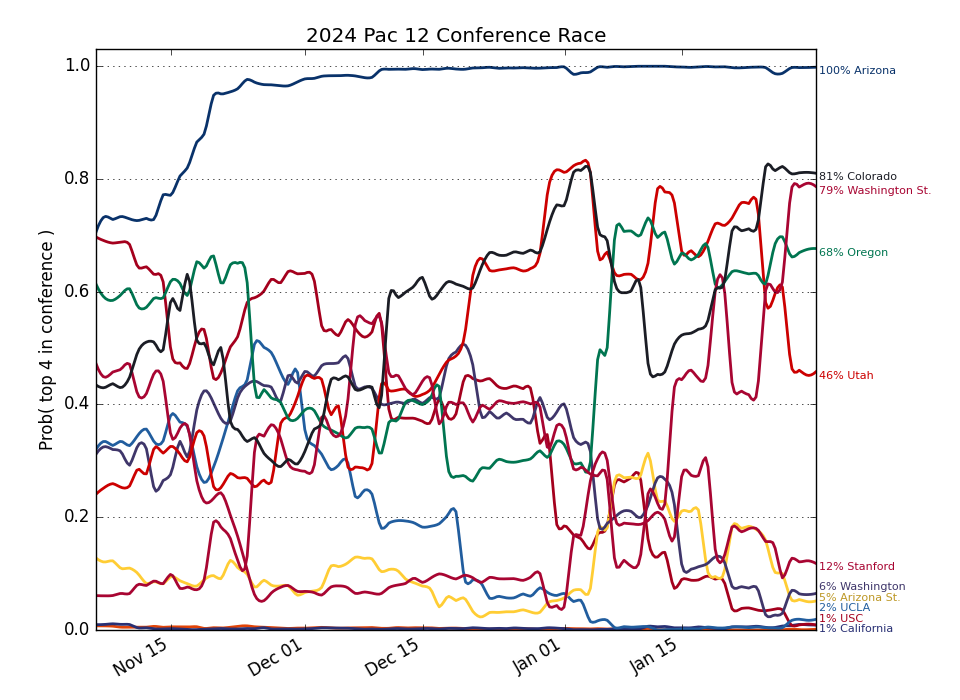 2024 Pac 12 Conference Race
Prob( top 4 in conference )
1.0
0.8
0.6
0.4
0.2
0.0
Nov 15
Dec 01
Dec 15
Jan 01
Jan 15
100% Arizona
81% Colorado
79% Washington St.
68% Oregon
46% Utah
12% Stanford
6% Washington
5% Arizona St.
2% UCLA
1% USC
1% California